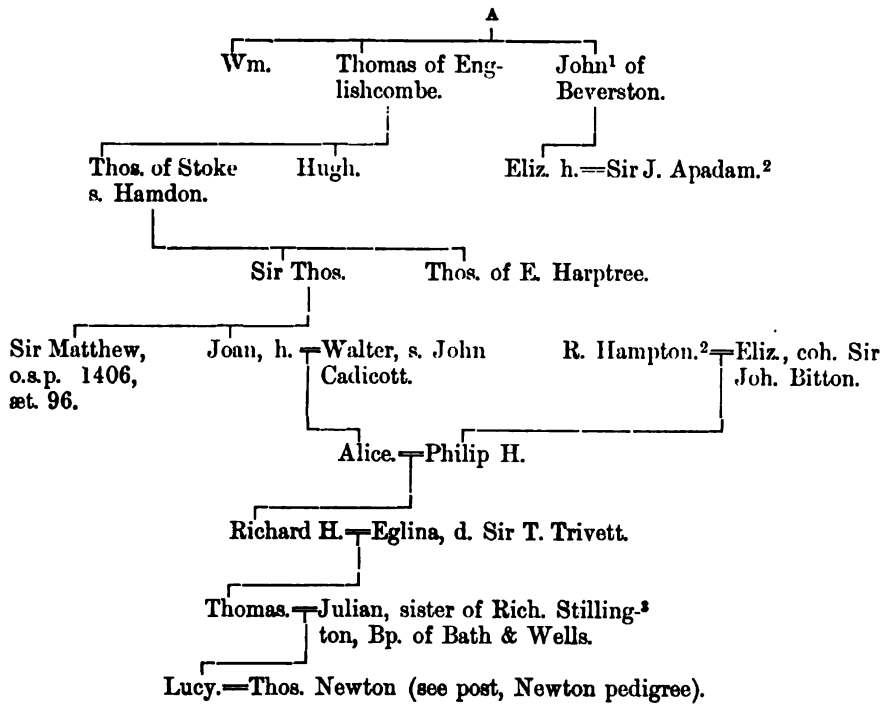 A
Wm. Thomas of Eng- John¹ of
lishcombe. Beverston.
Thos. of Stoke Hugh. Eliz. h.=Sir J. Apadam.²
s. Hamdon.
Sir Thos. Thos. of E. Harptree.
Sir Matthew, Joan, h.=Walter, s. John R. Hampton.²=Eliz., coh. Sir
o.s.p. 1406, Cadicott. Joh. Bitton.
æt. 96.
Alice.=Philip H.
Richard H.=Eglina, d. Sir T. Trivett.
Thomas.=Julian, sister of Rich. Stilling-³
ton, Bp. of Bath & Wells.
Lucy.=Thos. Newton (see post, Newton pedigree).